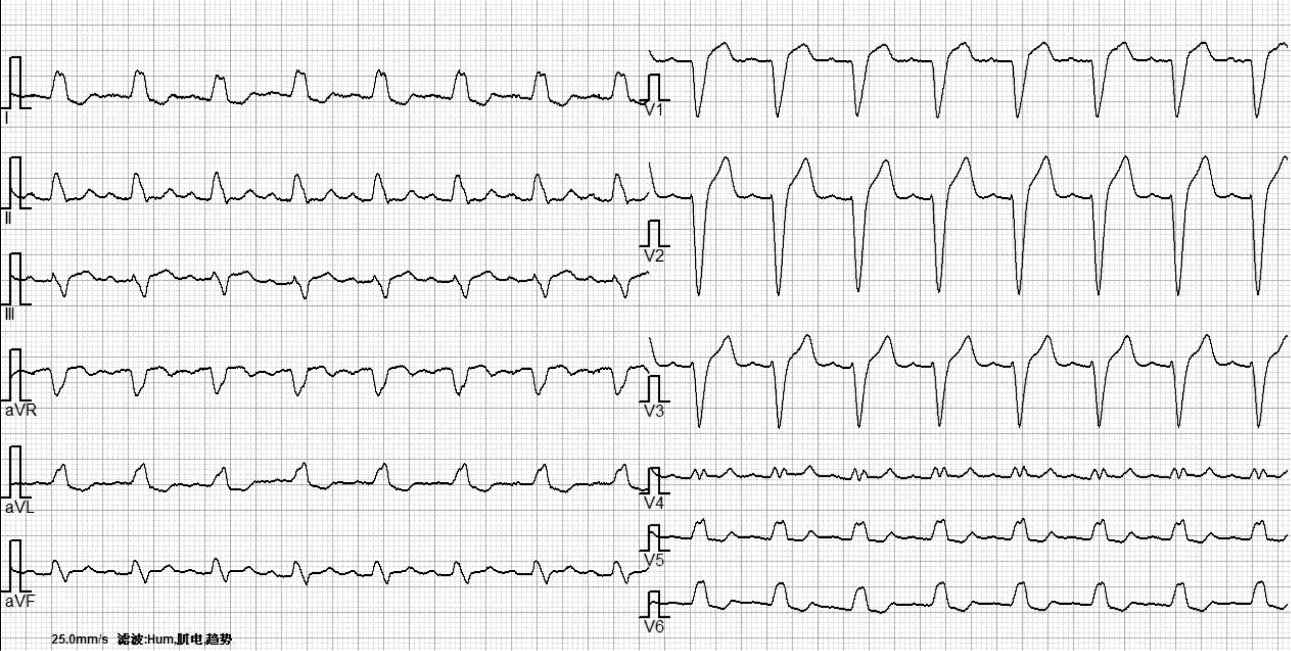 I
II
III
aVR
aVL
aVF
V1
V2
V3
V4
V5
V6
25.0mm/s 滤波:Hum,肌电,趋势